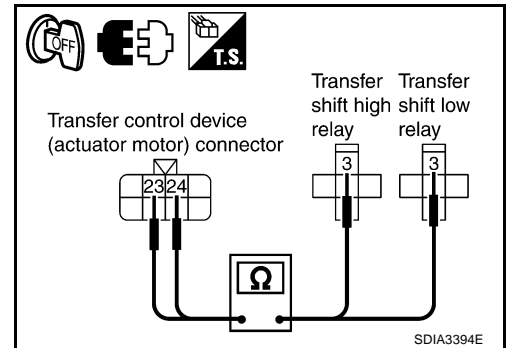 OFF
T.S.
Transfer control device
(actuator motor) connector
Transfer
shift high
relay
Transfer
shift low
relay
23 24
3
3
Ω
SDIA3394E